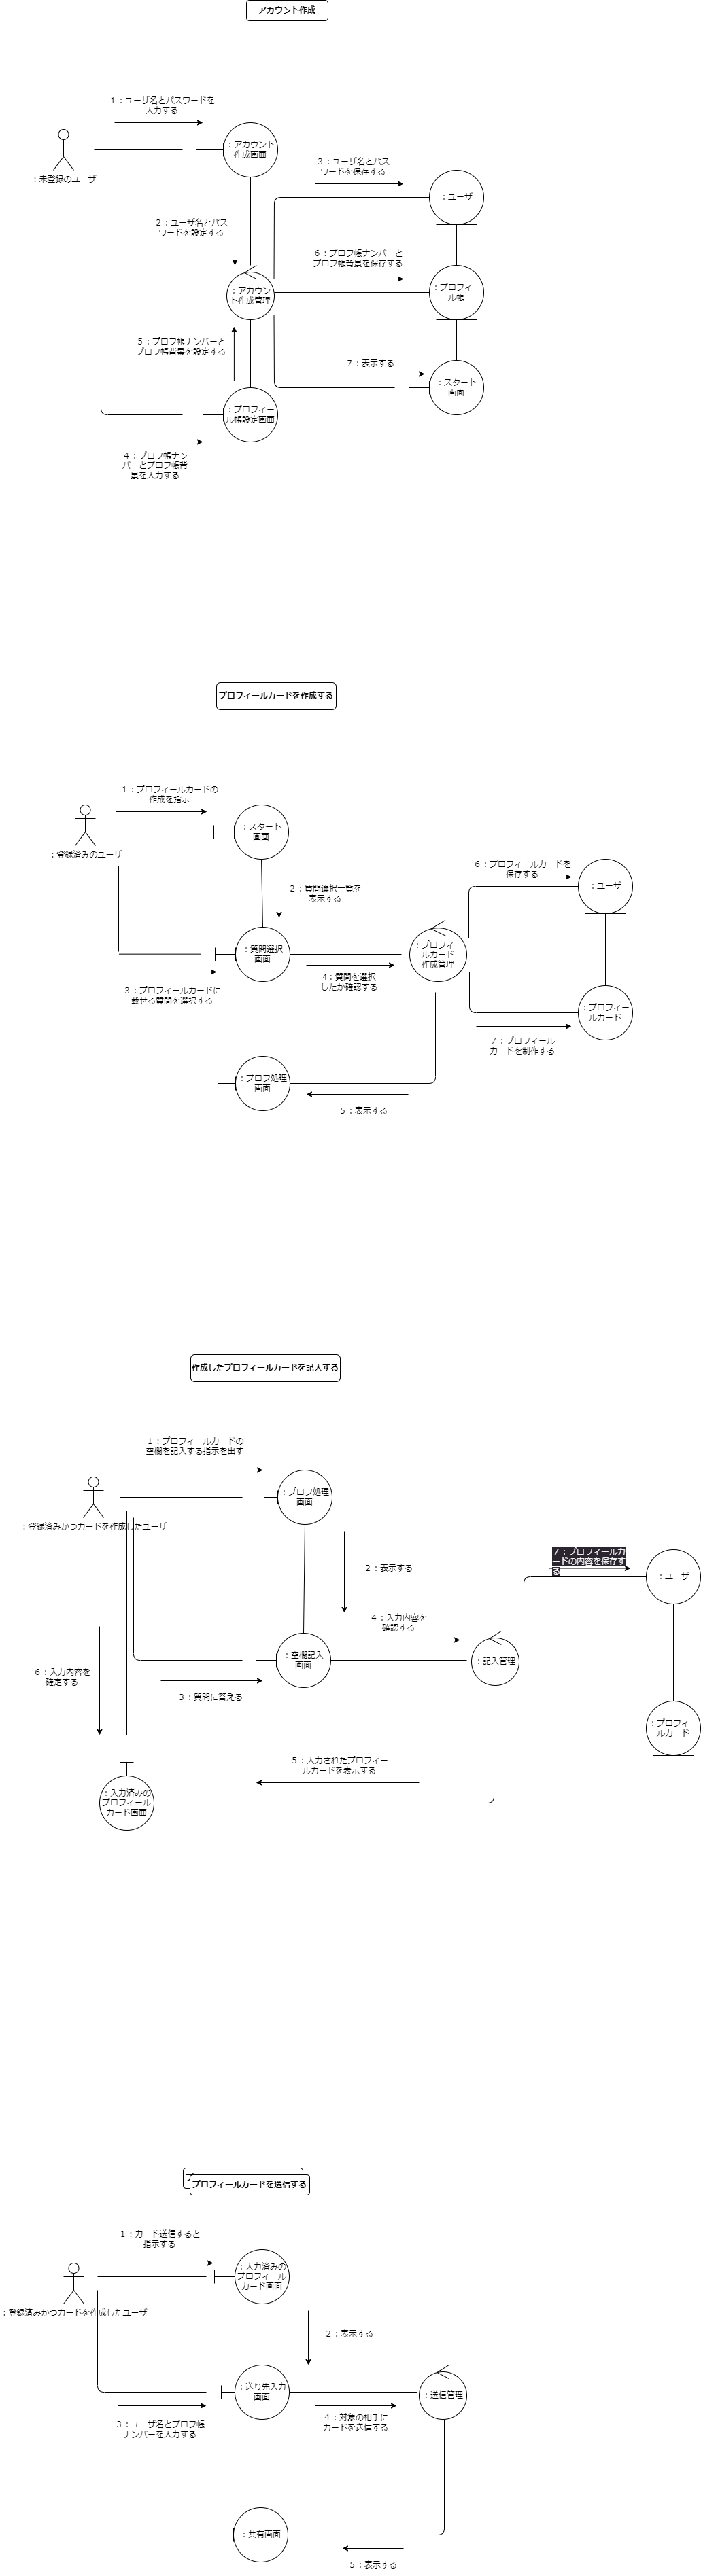 アカウント作成
1：ユーザ名とパスワードを
入力する
：未登録のユーザ
：アカウント
作成画面
3：ユーザ名とパス
ワードを保存する
：ユーザ
2：ユーザ名とパス
ワードを設定する
6：プロフ帳ナンバーと
プロフ帳背景を保存する
：アカウン
ト作成管理
：プロフィー
ル帳
5：プロフ帳ナンバーと
プロフ帳背景を設定する
7：表示する
：スタート
画面
：プロフィー
ル帳設定画面
4：プロフ帳ナン
バーとプロフ帳背
景を入力する
プロフィールカードを作成する
1：プロフィールカードの
作成を指示
：登録済みのユーザ
：スタート
画面
2：質問選択一覧を
表示する
6：プロフィールカードを
保存する
：ユーザ
：質問選択
画面
：プロフィー
ルカード
作成管理
3：プロフィールカードに
載せる質問を選択する
4：質問を選択
したか確認する
：プロフィー
ルカード
7：プロフィール
カードを制作する
：プロフ処理
画面
5：表示する
作成したプロフィールカードを記入する
1：プロフィールカードの
空欄を記入する指示を出す
：登録済みかつカードを作成したユーザ
：プロフ処理
画面
2：表示する
7：プロフィールカ
ードの内容を保存す
る
：ユーザ
4：入力内容を
確認する
：空欄記入
画面
：記入管理
6：入力内容を
確定する
3：質問に答える
：プロフィー
ルカード
5：入力されたプロフィー
ルカードを表示する
：入力済みの
プロフィール
カード画面
プロフィールカードを送信する
1：カード送信すると
指示する
：登録済みかつカードを作成したユーザ
：入力済みの
プロフィール
カード画面
2：表示する
：送り先入力
画面
：送信管理
3：ユーザ名とプロフ帳
ナンバーを入力する
4：対象の相手に
カードを送信する
：共有画面
5：表示する